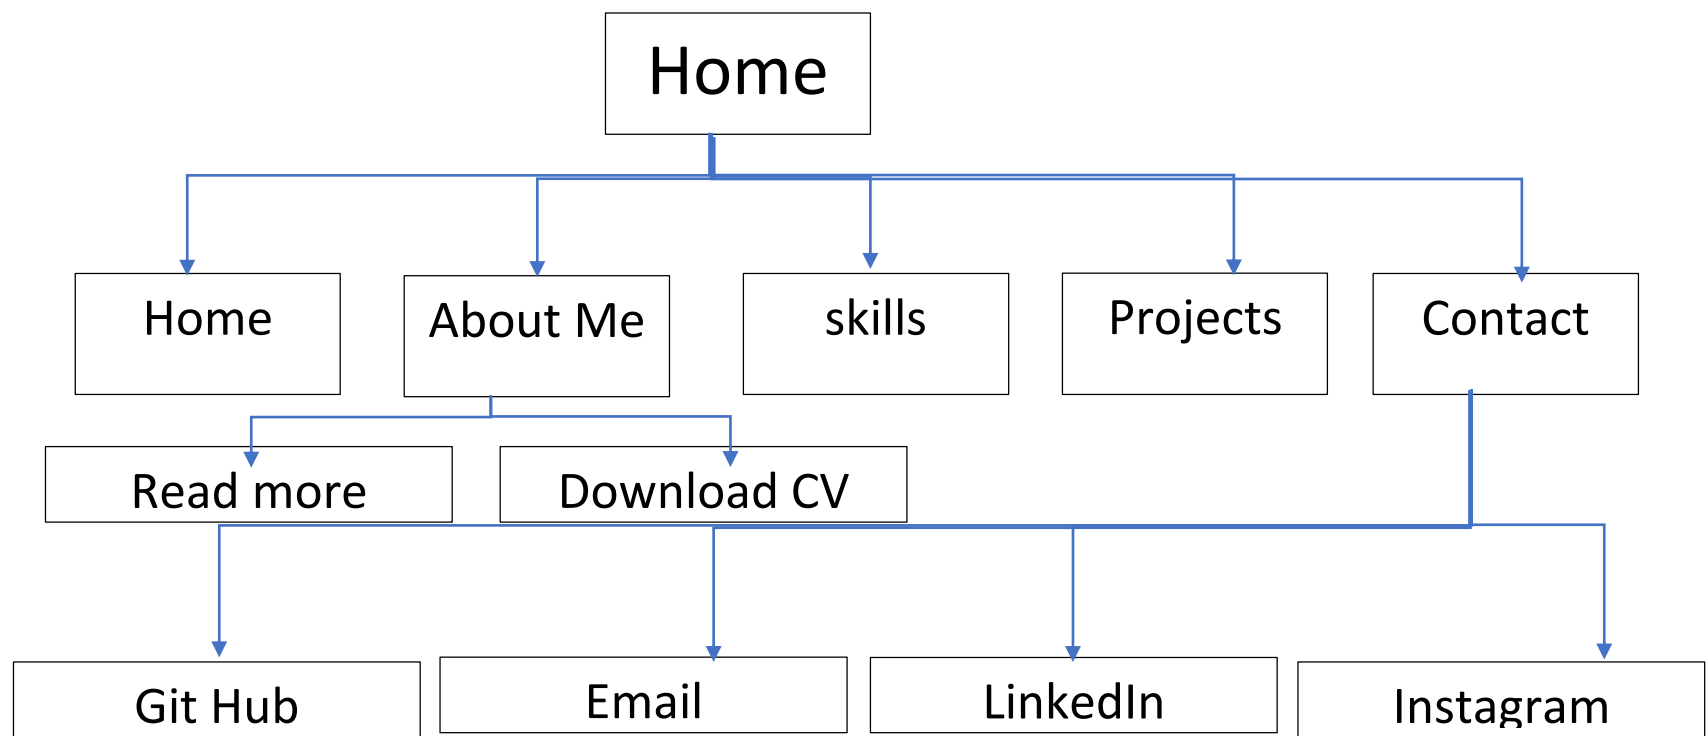 Home
Home
About Me
skills
Projects
Contact
Read more
Download CV
Git Hub
Email
LinkedIn
Instagram